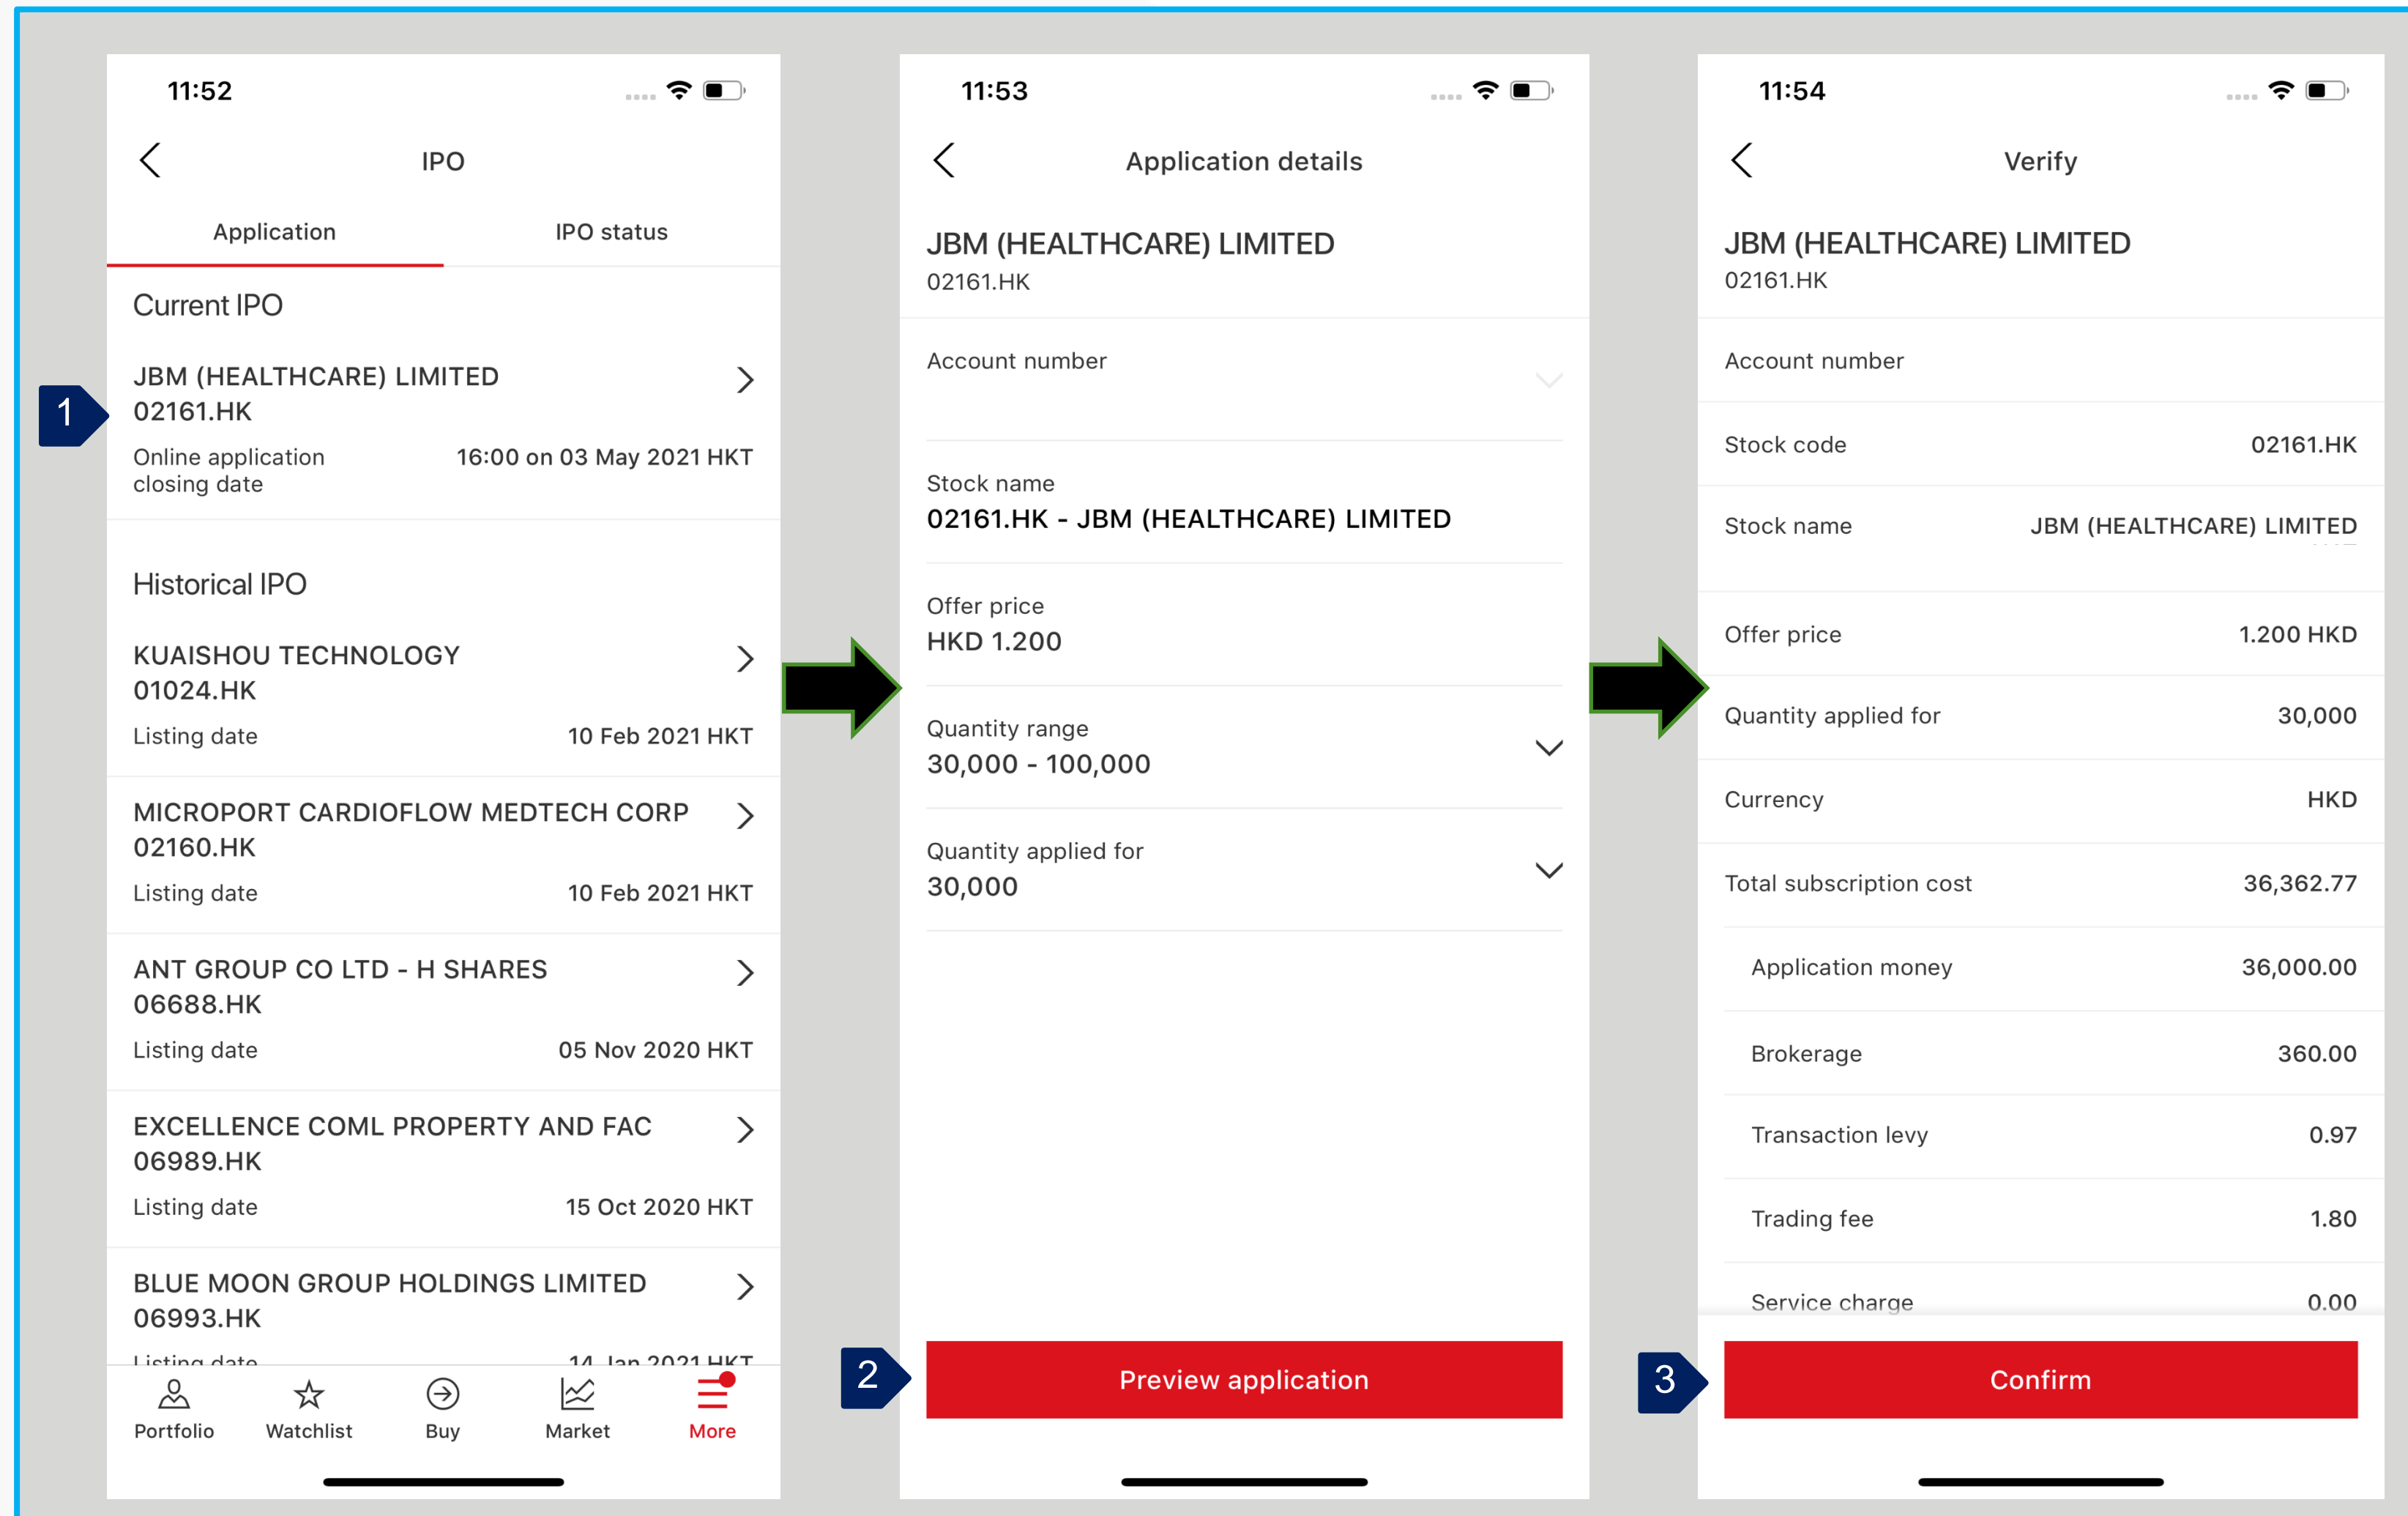 11:52
IPO
Application
IPO status
Current IPO
1
JBM (HEALTHCARE) LIMITED
02161.HK
Online application
closing date
16:00 on 03 May 2021 HKT
Historical IPO
KUAISHOU TECHNOLOGY
01024.HK
Listing date
10 Feb 2021 HKT
MICROPORT CARDIOFLOW MEDTECH CORP
02160.HK
Listing date
10 Feb 2021 HKT
ANT GROUP CO LTD - H SHARES
06688.HK
Listing date
05 Nov 2020 HKT
EXCELLENCE COML PROPERTY AND FAC
06989.HK
Listing date
15 Oct 2020 HKT
BLUE MOON GROUP HOLDINGS LIMITED
06993.HK
Listing date
14 Jan 2021 HKT
Portfolio
Watchlist
Buy
Market
More
11:53
Application details
JBM (HEALTHCARE) LIMITED
02161.HK
Account number
Stock name
02161.HK - JBM (HEALTHCARE) LIMITED
Offer price
HKD 1.200
Quantity range
30,000 - 100,000
Quantity applied for
30,000
2
Preview application
11:54
Verify
JBM (HEALTHCARE) LIMITED
02161.HK
Account number
Stock code
02161.HK
Stock name
JBM (HEALTHCARE) LIMITED
Offer price
1.200 HKD
Quantity applied for
30,000
Currency
HKD
Total subscription cost
36,362.77
Application money
36,000.00
Brokerage
360.00
Transaction levy
0.97
Trading fee
1.80
Service charge
0.00
3
Confirm